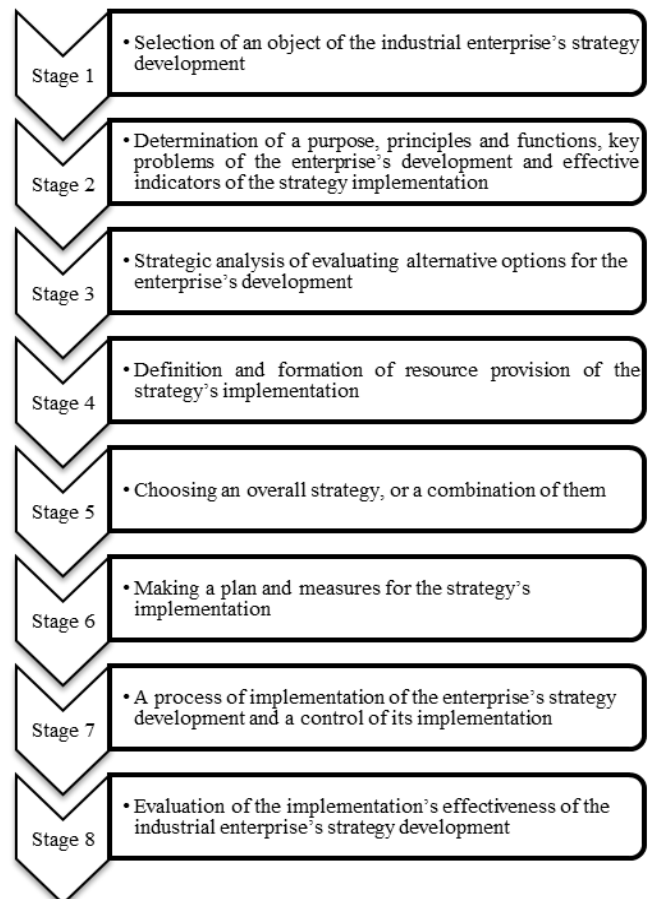 Stage 1
• Selection of an object of the industrial enterprise’s strategy
development
Stage 2
• Determination of a purpose, principles and functions, key
problems of the enterprise’s development and effective
indicators of the strategy implementation
Stage 3
• Strategic analysis of evaluating alternative options for the
enterprise’s development
Stage 4
• Definition and formation of resource provision of the
strategy’s implementation
Stage 5
• Choosing an overall strategy, or a combination of them
Stage 6
• Making a plan and measures for the strategy’s
implementation
Stage 7
• A process of implementation of the enterprise’s strategy
development and a control of its implementation
Stage 8
• Evaluation of the implementation’s effectiveness of the
industrial enterprise’s strategy development